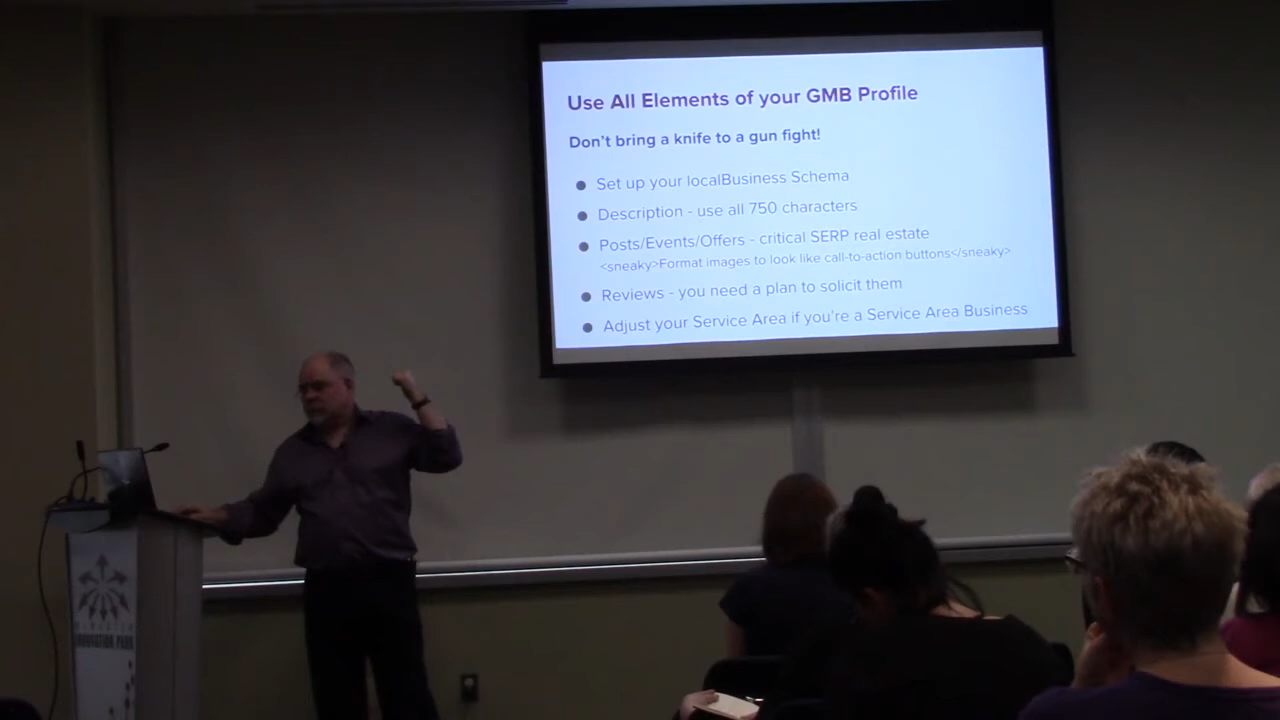 Use All Elements of your GMB Profile
Don't bring a knife to a gun fight!
Set up your localBusiness Schema
Description - use all 750 characters
Posts/Events/Offers - critical SERP real estate
<sneaky>Format images to look like call-to-action buttons</sneaky>
Reviews - you need a plan to solicit them
Adjust your Service Area if you're a Service Area Business
INNOVATION PARK